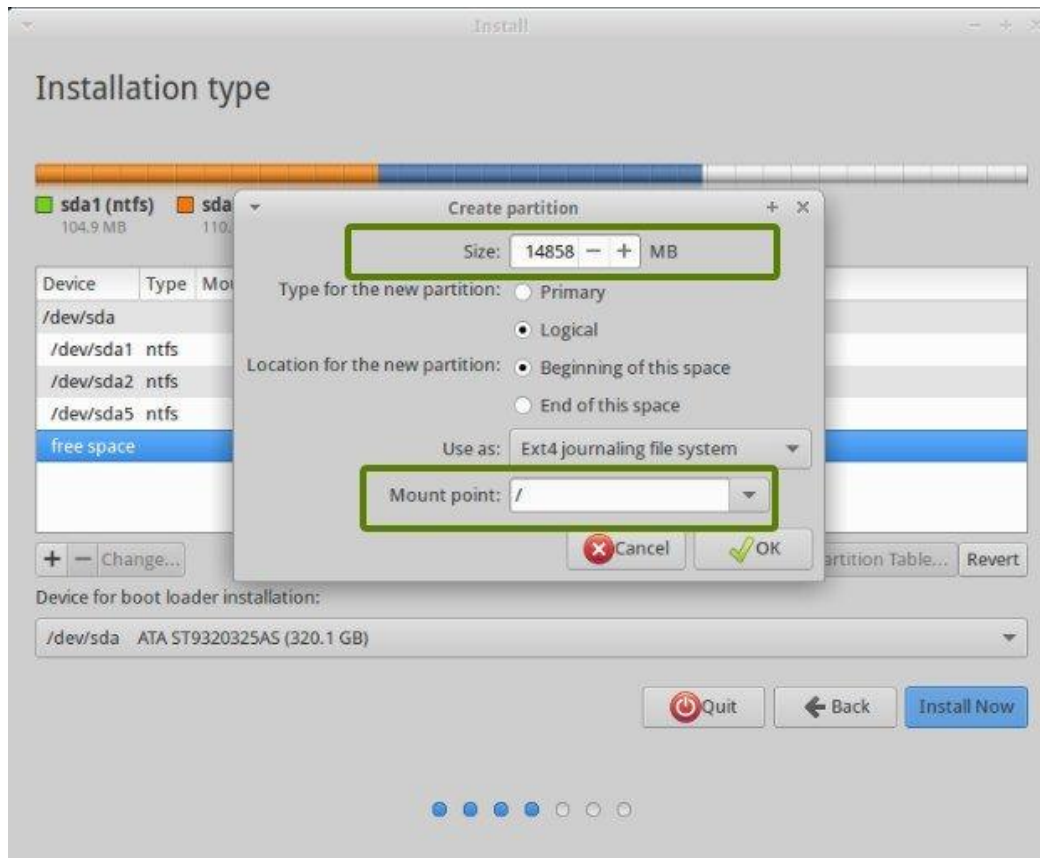 Install
Installation type
sda1 (ntfs) sda
104.9 MB 110.
Create partition
Size: 14858 − + MB
Type for the new partition: Primary
Logical
Location for the new partition: Beginning of this space
End of this space
Use as: Ext4 journaling file system
Mount point: /
Cancel OK
Device Type Mou
/dev/sda
/dev/sda1 ntfs
/dev/sda2 ntfs
/dev/sda5 ntfs
free space
+ − Change... artition Table... Revert
Device for boot loader installation:
/dev/sda ATA ST9320325AS (320.1 GB)
Quit Back Install Now